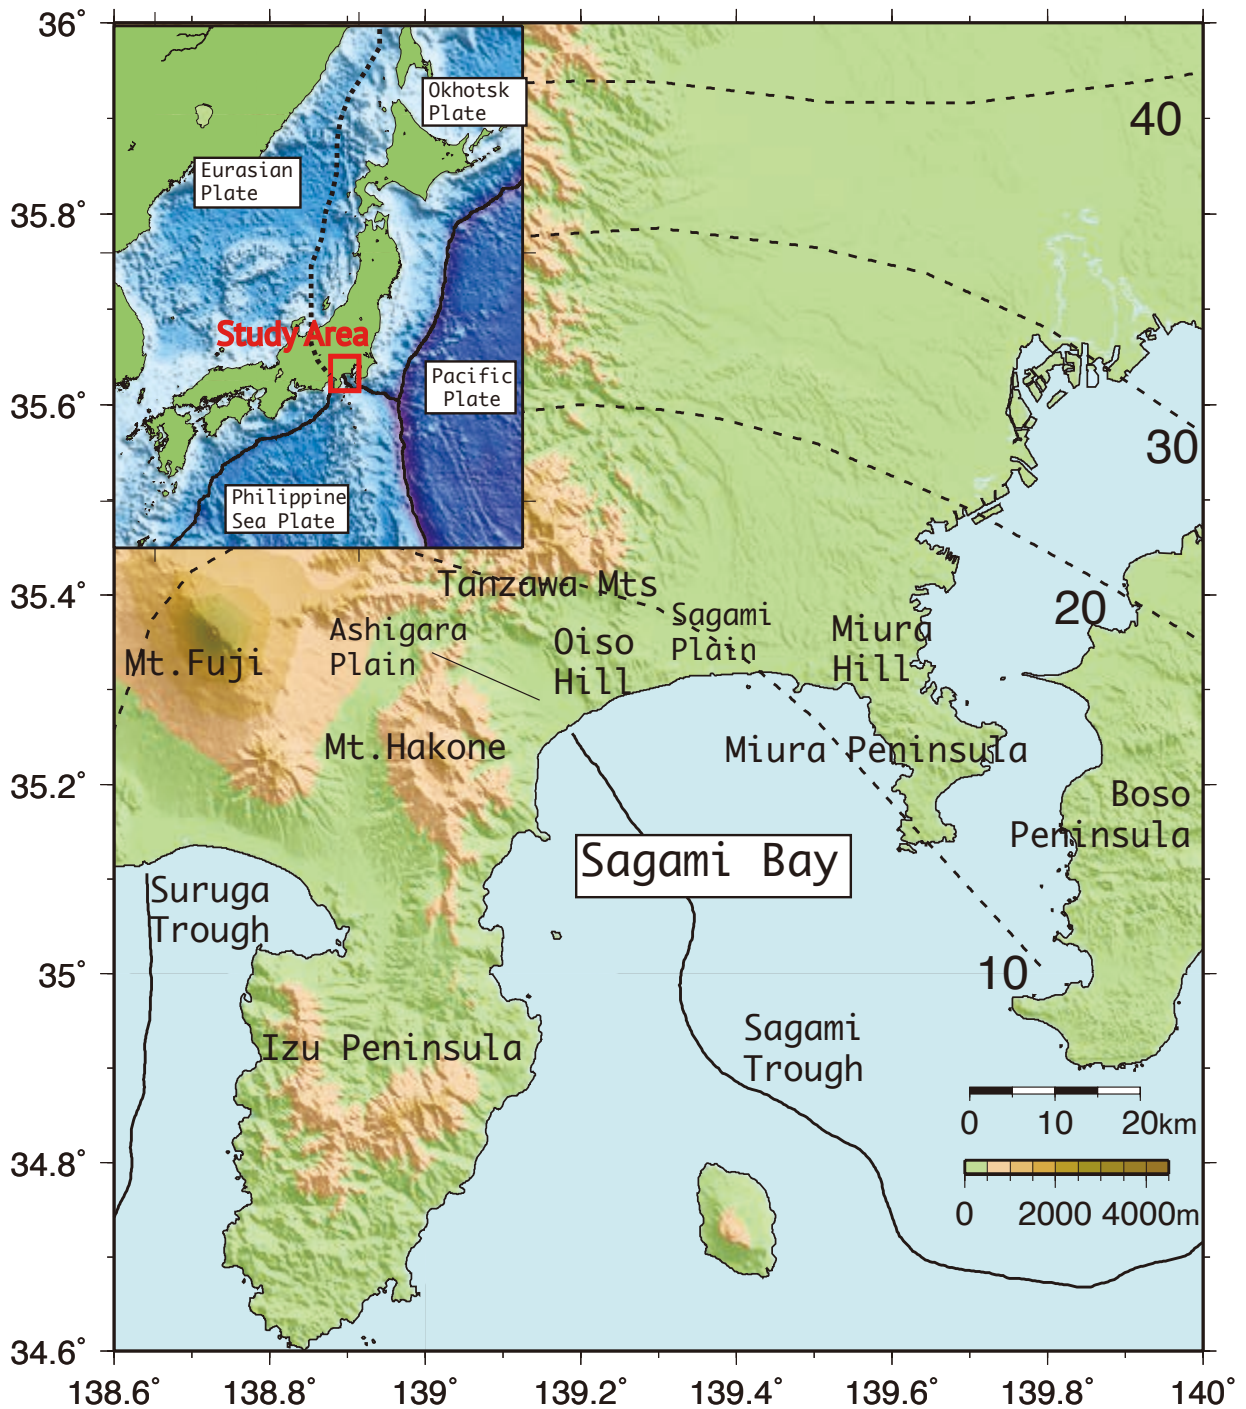 36°
35.8°
35.6°
35.4°
35.2°
35°
34.8°
34.6°
Okhotsk
Plate
Eurasian
Plate
Study Area
Pacific
Plate
Philippine
Sea Plate
40
30
20
10
Tanzawa Mts
Ashigara
Plain
Mt.Fuji
Oiso
Hill
Sagami
Plain
Miura
Hill
Mt.Hakone
Miura Peninsula
Boso
Peninsula
Sagami Bay
Suruga
Trough
Izu Peninsula
Sagami
Trough
0 10 20km
0 2000 4000m
138.6° 138.8° 139° 139.2° 139.4° 139.6° 139.8° 140°